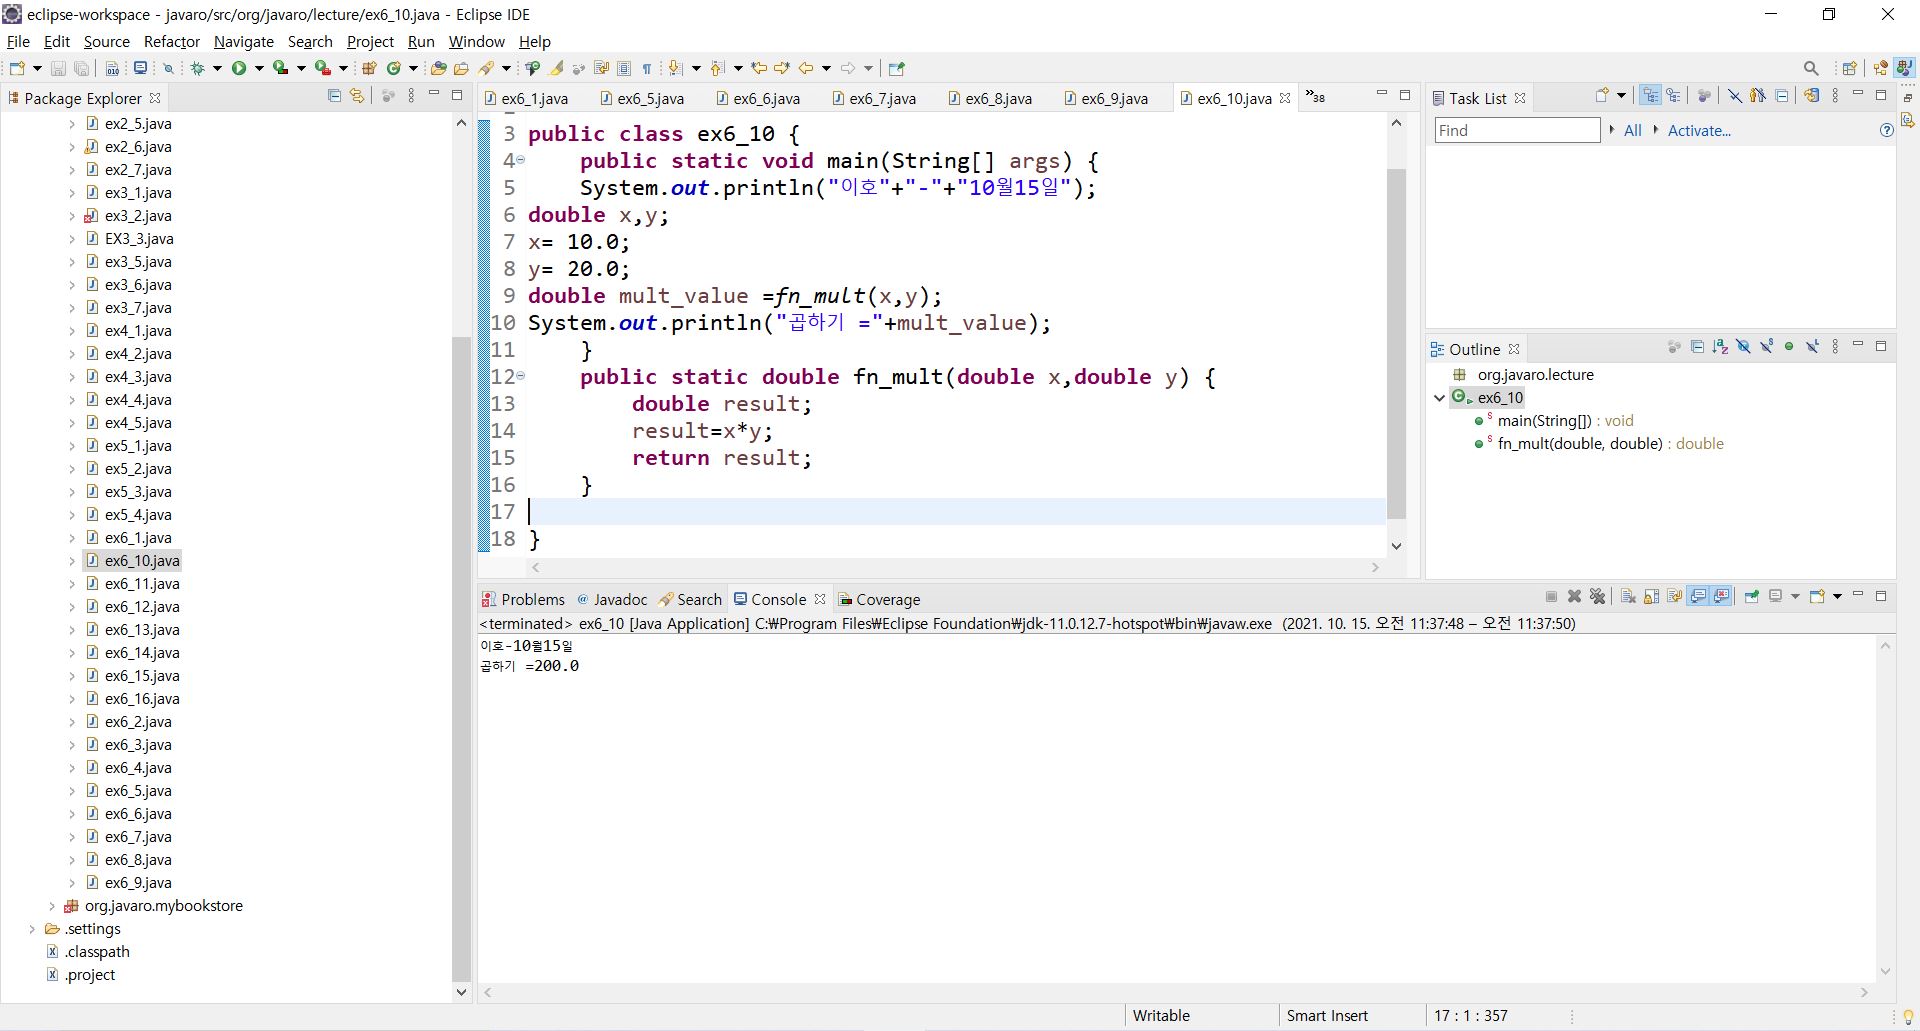 eclipse-workspace - javaro/src/org/javaro/lecture/ex6_10.java - Eclipse IDE
File Edit Source Refactor Navigate Search Project Run Window Help
Package Explorer
ex2_5.java
ex2_6.java
ex2_7.java
ex3_1.java
ex3_2.java
EX3_3.java
ex3_5.java
ex3_6.java
ex3_7.java
ex4_1.java
ex4_2.java
ex4_3.java
ex4_4.java
ex4_5.java
ex5_1.java
ex5_2.java
ex5_3.java
ex5_4.java
ex6_1.java
ex6_10.java
ex6_11.java
ex6_12.java
ex6_13.java
ex6_14.java
ex6_15.java
ex6_16.java
ex6_2.java
ex6_3.java
ex6_4.java
ex6_5.java
ex6_6.java
ex6_7.java
ex6_8.java
ex6_9.java
org.javaro.mybookstore
.settings
.classpath
.project
ex6_1.java ex6_5.java ex6_6.java ex6_7.java ex6_8.java ex6_9.java ex6_10.java »38
3 public class ex6_10 {
4 public static void main(String[] args) {
5 System.out.println("이호"+"-"+"10월15일");
6 double x,y;
7 x= 10.0;
8 y= 20.0;
9 double mult_value =fn_mult(x,y);
10 System.out.println("곱하기 ="+mult_value);
11 }
12 public static double fn_mult(double x,double y) {
13 double result;
14 result=x*y;
15 return result;
16 }
17
18 }
Task List
Find All Activate...
Outline
org.javaro.lecture
ex6_10
main(String[]) : void
fn_mult(double, double) : double
Problems @ Javadoc Search Console Coverage
<terminated> ex6_10 [Java Application] C:₩Program Files₩Eclipse Foundation₩jdk-11.0.12.7-hotspot₩bin₩javaw.exe (2021. 10. 15. 오전 11:37:48 – 오전 11:37:50)
이호-10월15일
곱하기 =200.0
Writable Smart Insert 17 : 1 : 357